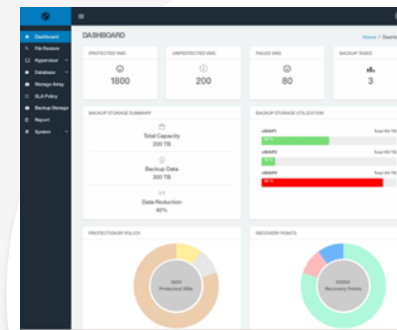 DASHBOARD
Home /
Dashboard
File Restore
Hypervisor
Database
Storage Array
SLA Policy
Backup Storage
Report
System
PROTECTED VMS
UNPROTECTED VMS
FAILED VMS
BACKUP TASKS
1800
200
80
3
BACKUP STORAGE SUMMARY
Total Capacity
200 TB
Backup Data
300 TB
Data Reduction
40%
BACKUP STORAGE UTILIZATION
PROTECTION BY POLICY
1800
Protected VMs
RECOVERY POINTS
Recovery Points